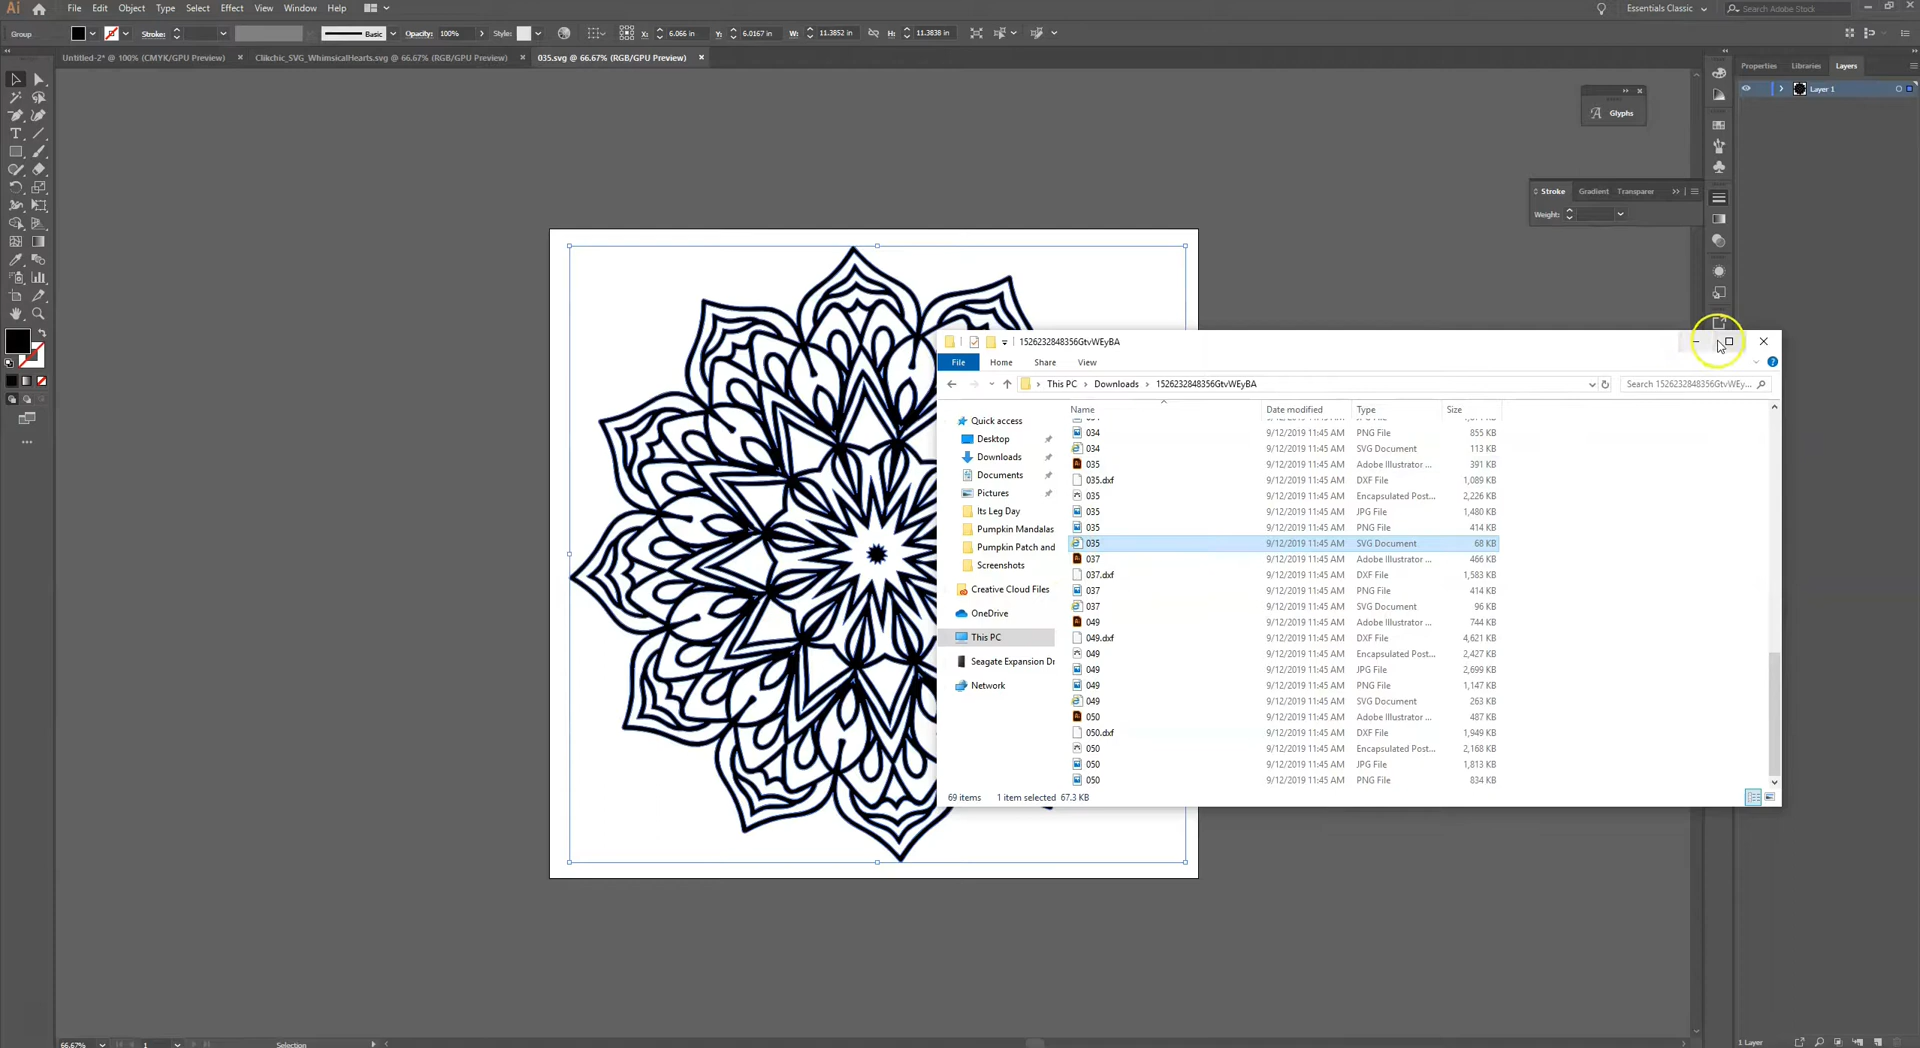 Ai File Edit Object Type Select Effect View Window Help Essentials Classic Search Adobe Stock
Group Stroke: Basic Opacity: 100% Style: X: 6.066 in Y: 6.0167 in W: 11.3852 in H: 11.3838 in
Untitled-2* @ 100% (CMYK/GPU Preview) × Clikchic_SVG_WhimsicalHearts.svg @ 66.67% (RGB/GPU Preview) × 035.svg @ 66.67% (RGB/GPU Preview) ×
Properties Libraries Layers
Layer 1
A Glyphs
Stroke Gradient Transparer
Weight:
1526232848356GtvWEyBA
File Home Share View
This PC › Downloads › 1526232848356GtvWEyBA Search 1526232848356GtvWEy...
Name Date modified Type Size
Quick access
Desktop
Downloads
Documents
Pictures
Its Leg Day
Pumpkin Mandalas
Pumpkin Patch and
Screenshots
Creative Cloud Files
OneDrive
This PC
Seagate Expansion Dr
Network
034 9/12/2019 11:45 AM PNG File 855 KB
034 9/12/2019 11:45 AM SVG Document 113 KB
035 9/12/2019 11:45 AM Adobe Illustrator ... 391 KB
035.dxf 9/12/2019 11:45 AM DXF File 1,089 KB
035 9/12/2019 11:45 AM Encapsulated Post... 2,226 KB
035 9/12/2019 11:45 AM JPG File 1,480 KB
035 9/12/2019 11:45 AM PNG File 414 KB
035 9/12/2019 11:45 AM SVG Document 68 KB
037 9/12/2019 11:45 AM Adobe Illustrator ... 466 KB
037.dxf 9/12/2019 11:45 AM DXF File 1,583 KB
037 9/12/2019 11:45 AM PNG File 414 KB
037 9/12/2019 11:45 AM SVG Document 96 KB
049 9/12/2019 11:45 AM Adobe Illustrator ... 744 KB
049.dxf 9/12/2019 11:45 AM DXF File 4,621 KB
049 9/12/2019 11:45 AM Encapsulated Post... 2,427 KB
049 9/12/2019 11:45 AM JPG File 2,699 KB
049 9/12/2019 11:45 AM PNG File 1,147 KB
049 9/12/2019 11:45 AM SVG Document 263 KB
050 9/12/2019 11:45 AM Adobe Illustrator ... 487 KB
050.dxf 9/12/2019 11:45 AM DXF File 1,949 KB
050 9/12/2019 11:45 AM Encapsulated Post... 2,168 KB
050 9/12/2019 11:45 AM JPG File 1,813 KB
050 9/12/2019 11:45 AM PNG File 834 KB
69 items 1 item selected 67.3 KB
66.67% 1 Selection 1 Layer